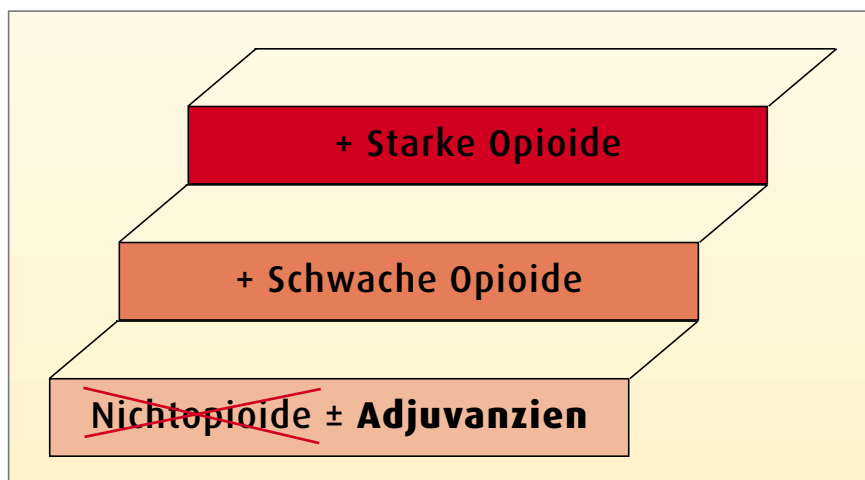 + Starke Opioide
+ Schwache Opioide
Nichtopioide ± Adjuvanzien